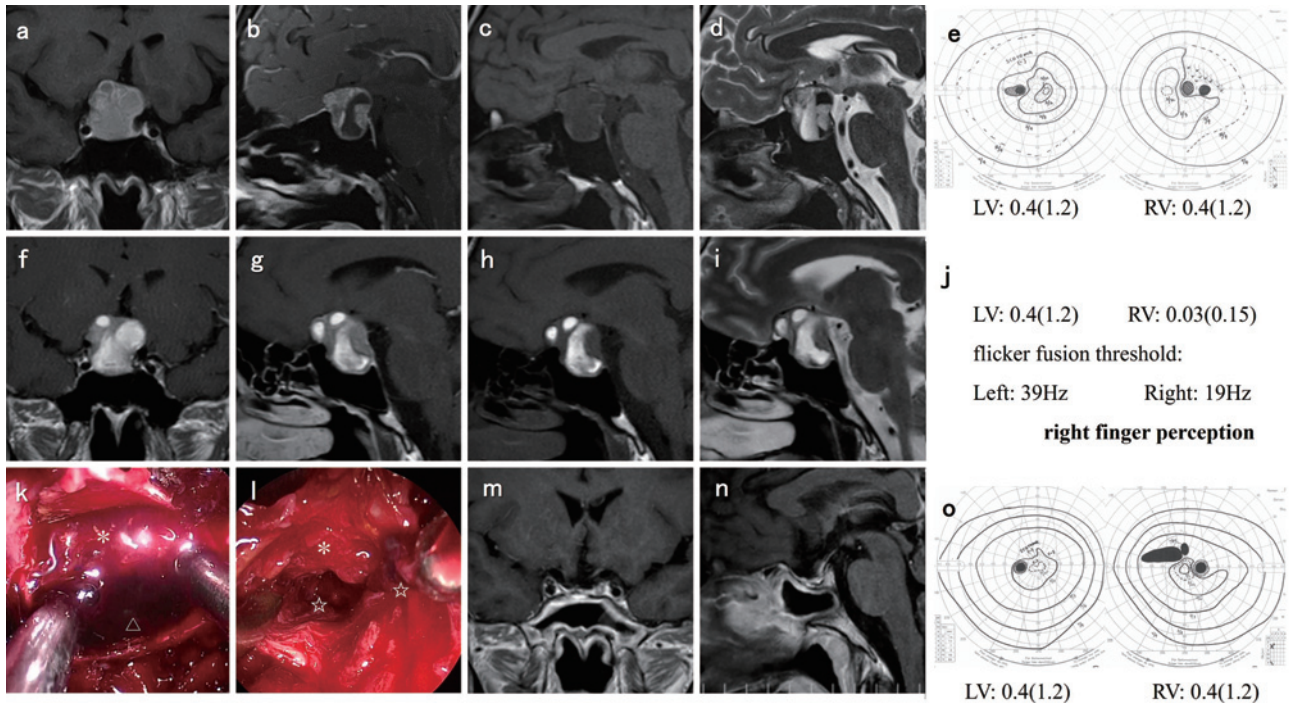 a
b
c
d
e
LV: 0.4(1.2) RV: 0.4(1.2)
f
g
h
i
j
LV: 0.4(1.2) RV: 0.03(0.15)
flicker fusion threshold:
Left: 39Hz Right: 19Hz
right finger perception
k
l
m
n
o
LV: 0.4(1.2) RV: 0.4(1.2)